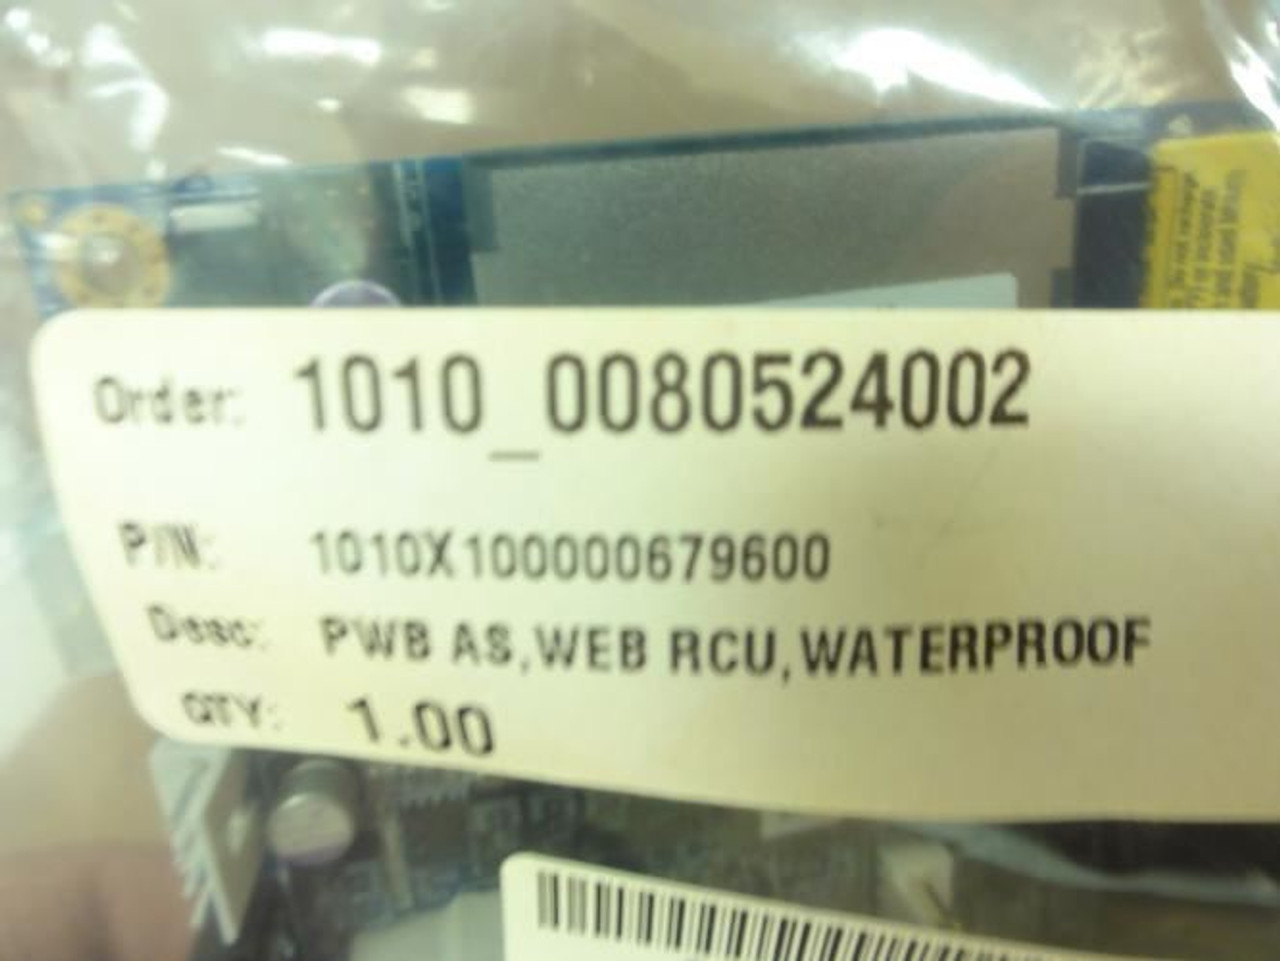 Order: 1010_0080524002
P/N: 1010X100000679600
Desc: PWB AS,WEB RCU,WATERPROOF
QTY: 1.00